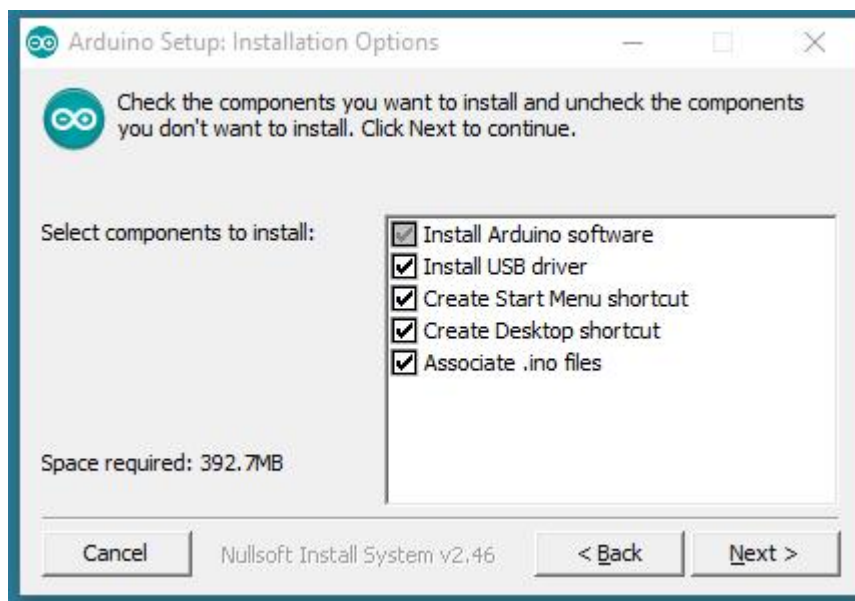 Arduino Setup: Installation Options
Check the components you want to install and uncheck the components
you don't want to install. Click Next to continue.
Select components to install:
Install Arduino software
Install USB driver
Create Start Menu shortcut
Create Desktop shortcut
Associate .ino files
Space required: 392.7MB
Cancel
Nullsoft Install System v2.46
< Back
Next >